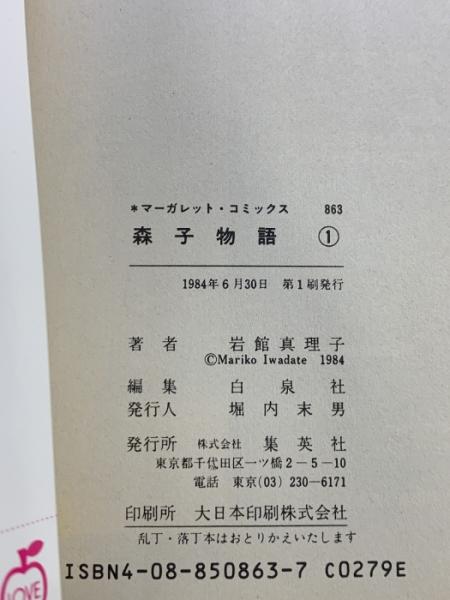 *マーガレット・コミックス 863
森子物語 ①
1984年6月30日 第1刷発行
著者 岩館真理子
©Mariko Iwadate 1984
編集 白泉社
発行人 堀内末男
発行所 株式会社 集英社
東京都千代田区一ツ橋2-5-10
電話 東京(03) 230-6171
印刷所 大日本印刷株式会社
乱丁・落丁本はおとりかえいたします
ISBN4-08-850863-7 C0279E
LOVE